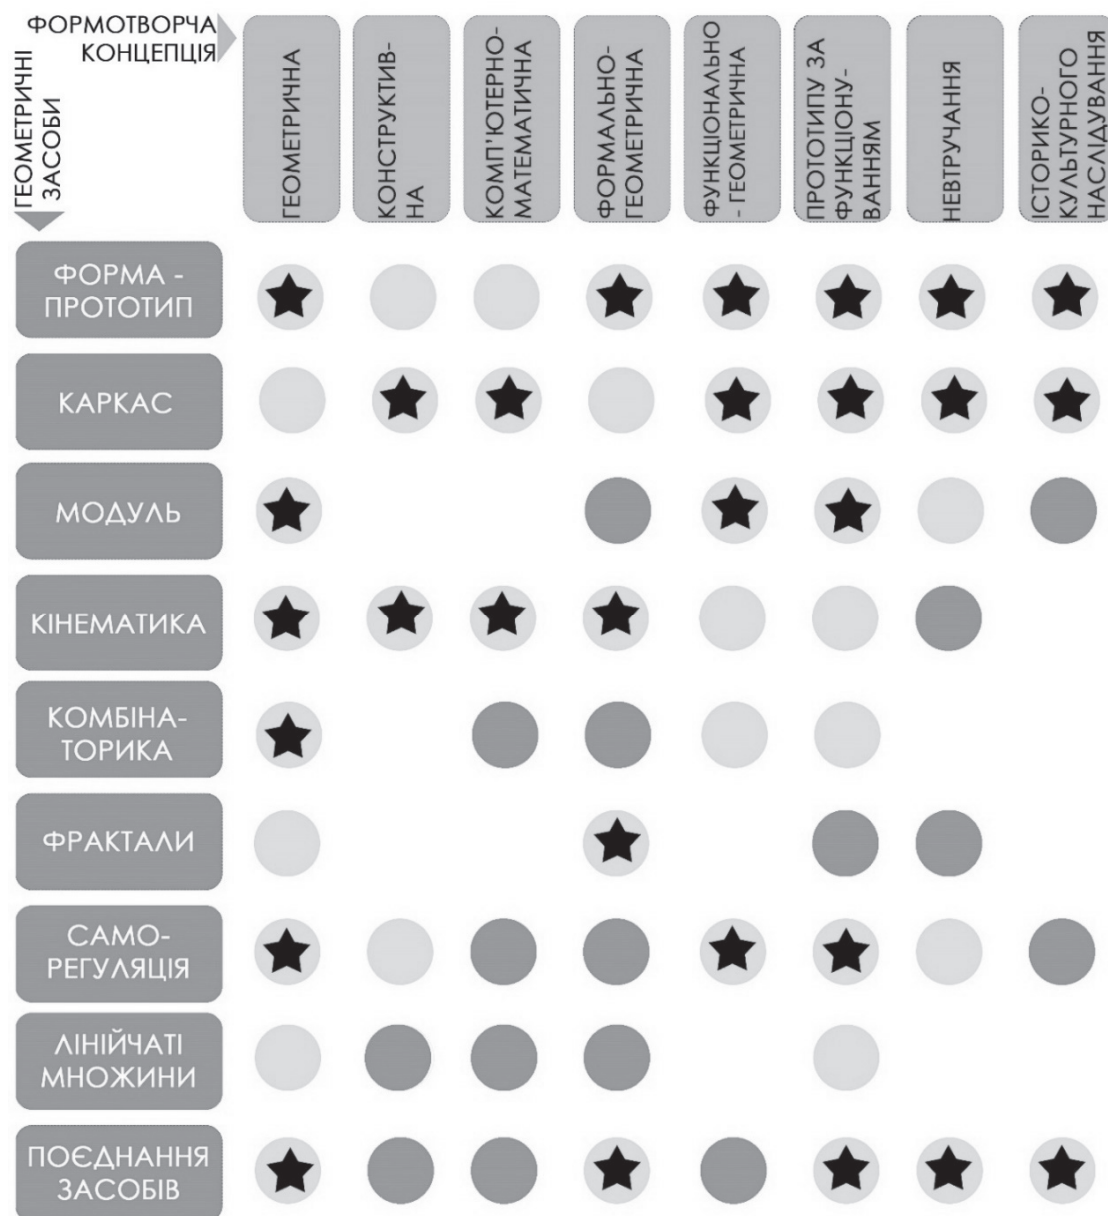 ФОРМОТВОРЧА
КОНЦЕПЦІЯ
ГЕОМЕТРИЧНІ
ЗАСОБИ
ГЕОМЕТРИЧНА
КОНСТРУКТИВ-
НА
КОМП'ЮТЕРНО-
МАТЕМАТИЧНА
ФОРМАЛЬНО-
ГЕОМЕТРИЧНА
ФУНКЦІОНАЛЬНО
- ГЕОМЕТРИЧНА
ПРОТОТИПУ ЗА
ФУНКЦІОНУ-
ВАННЯМ
НЕВТРУЧАННЯ
ІСТОРИКО-
КУЛЬТУРНОГО
НАСЛІДУВАННЯ
ФОРМА -
ПРОТОТИП
КАРКАС
МОДУЛЬ
КІНЕМАТИКА
КОМБІНА-
ТОРИКА
ФРАКТАЛИ
САМО-
РЕГУЛЯЦІЯ
ЛІНІЙЧАТІ
МНОЖИНИ
ПОЄДНАННЯ
ЗАСОБІВ